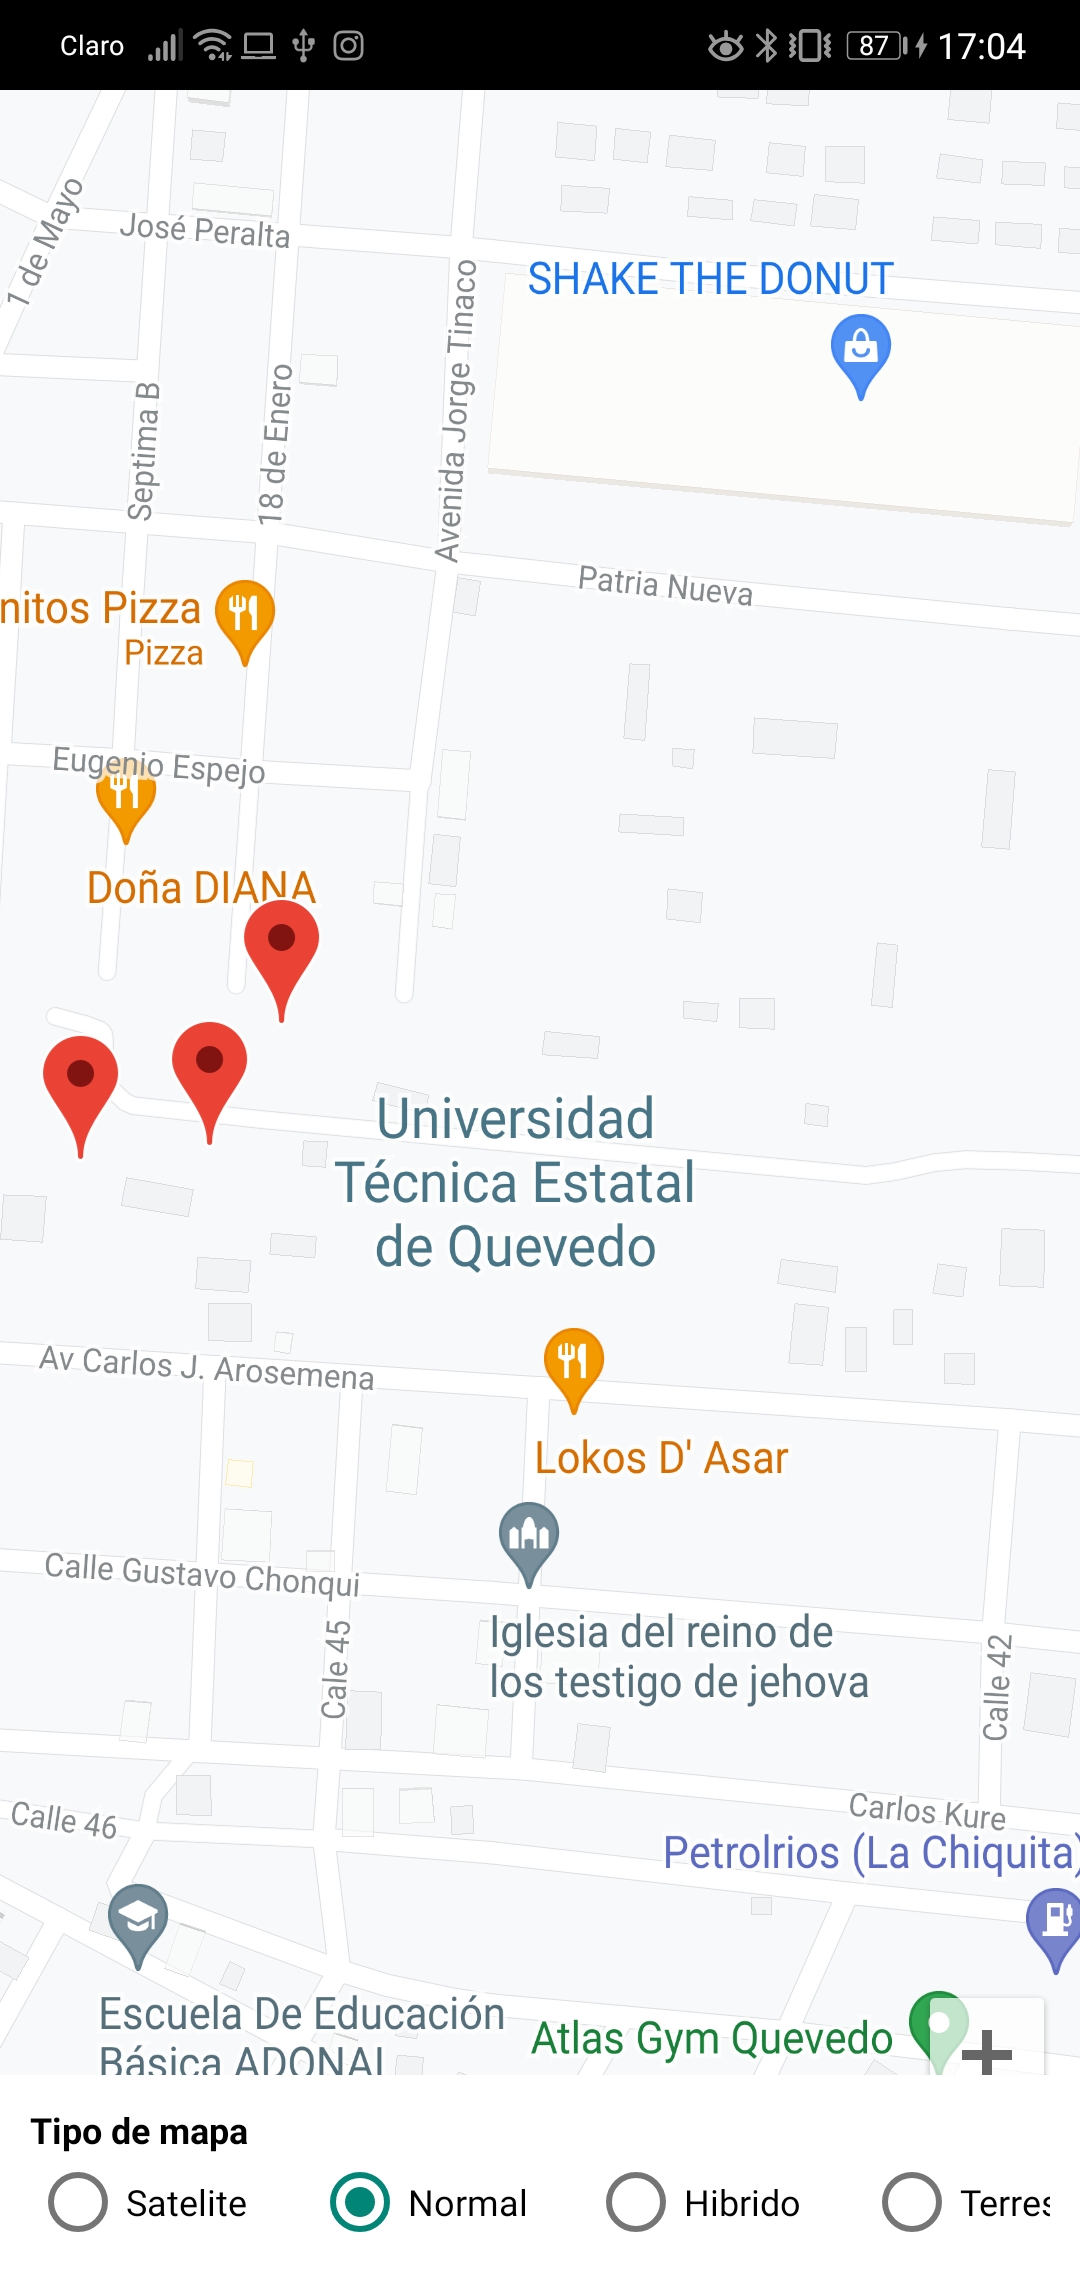 Claro 87 17:04
1 de Mayo
José Peralta
SHAKE THE DONUT
Avenida Jorge Tinaco
18 de Enero
Septima B
Patria Nueva
nitos Pizza
Pizza
Eugenio Espejo
Doña DIANA
Universidad
Técnica Estatal
de Quevedo
Av Carlos J. Arosemena
Lokos D' Asar
Calle Gustavo Chonqui
Iglesia del reino de
los testigo de jehova
Cale 45
Calle 42
Carlos Kure
Calle 46
Petrolrios (La Chiquita)
Escuela De Educación
Básica ADONAI
Atlas Gym Quevedo
Tipo de mapa
Satelite Normal Hibrido Terres